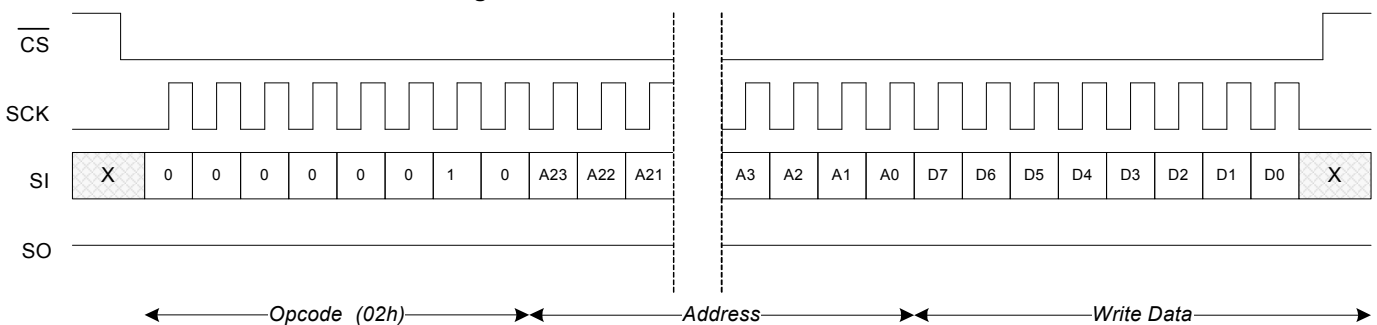 CS
SCK
SI X 0 0 0 0 0 0 1 0 A23 A22 A21 A3 A2 A1 A0 D7 D6 D5 D4 D3 D2 D1 D0 X
SO
Opcode (02h) Address Write Data